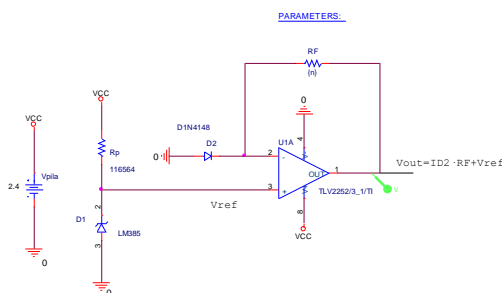 PARAMETERS:
RF
(n)
VCC
VCC
0
D1N4148
D2
U1A
4
Rp
0
2
-
V-
OUT
1
Vout=ID2·RF+Vref
116564
Vpila
2.4
3
+
V+
TLV2252/3_1/TI
V
Vref
D1
2
8
LM385
VCC
3
0
0